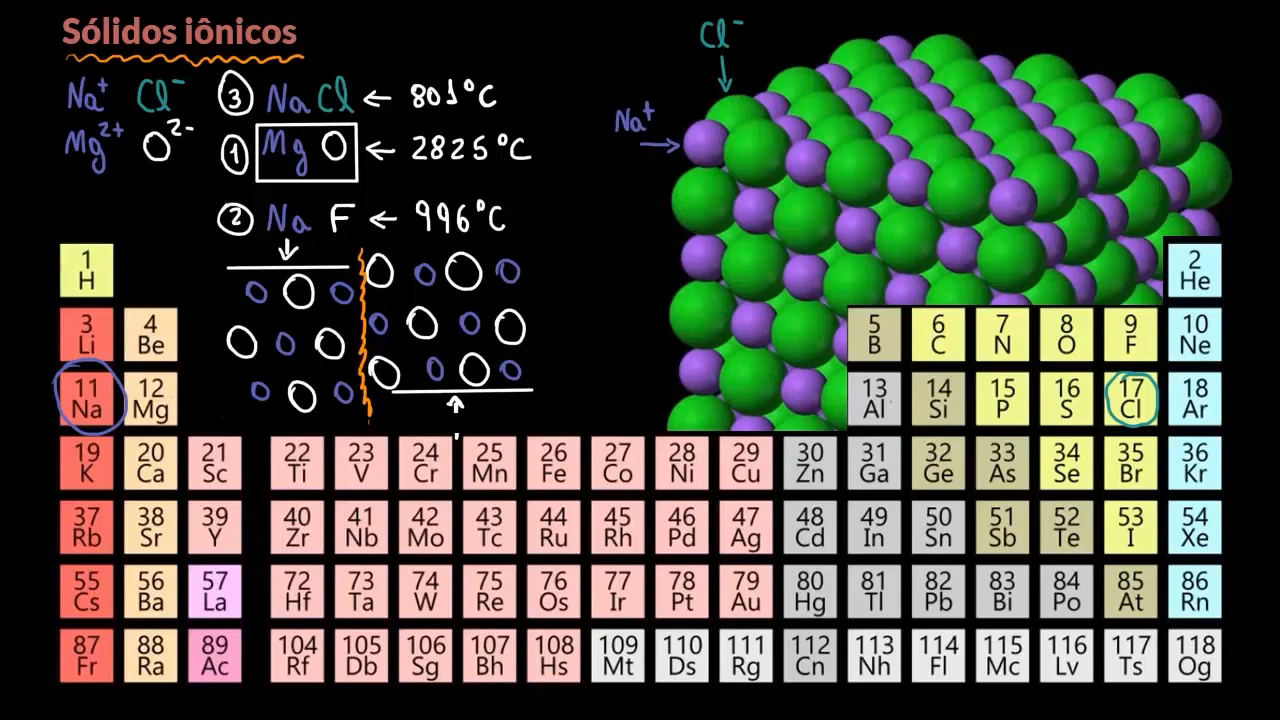 Sólidos iônicos
Na⁺ Cl⁻ ③ Na Cl ← 801°C
Mg²⁺ O²⁻ ① Mg O ← 2825°C
② Na F ← 996°C
Cl⁻
Na⁺
1 2
H He
3 4 5 6 7 8 9 10
Li Be B C N O F Ne
11 12 13 14 15 16 17 18
Na Mg Al Si P S Cl Ar
19 20 21 22 23 24 25 26 27 28 29 30 31 32 33 34 35 36
K Ca Sc Ti V Cr Mn Fe Co Ni Cu Zn Ga Ge As Se Br Kr
37 38 39 40 41 42 43 44 45 46 47 48 49 50 51 52 53 54
Rb Sr Y Zr Nb Mo Tc Ru Rh Pd Ag Cd In Sn Sb Te I Xe
55 56 57 72 73 74 75 76 77 78 79 80 81 82 83 84 85 86
Cs Ba La Hf Ta W Re Os Ir Pt Au Hg Tl Pb Bi Po At Rn
87 88 89 104 105 106 107 108 109 110 111 112 113 114 115 116 117 118
Fr Ra Ac Rf Db Sg Bh Hs Mt Ds Rg Cn Nh Fl Mc Lv Ts Og